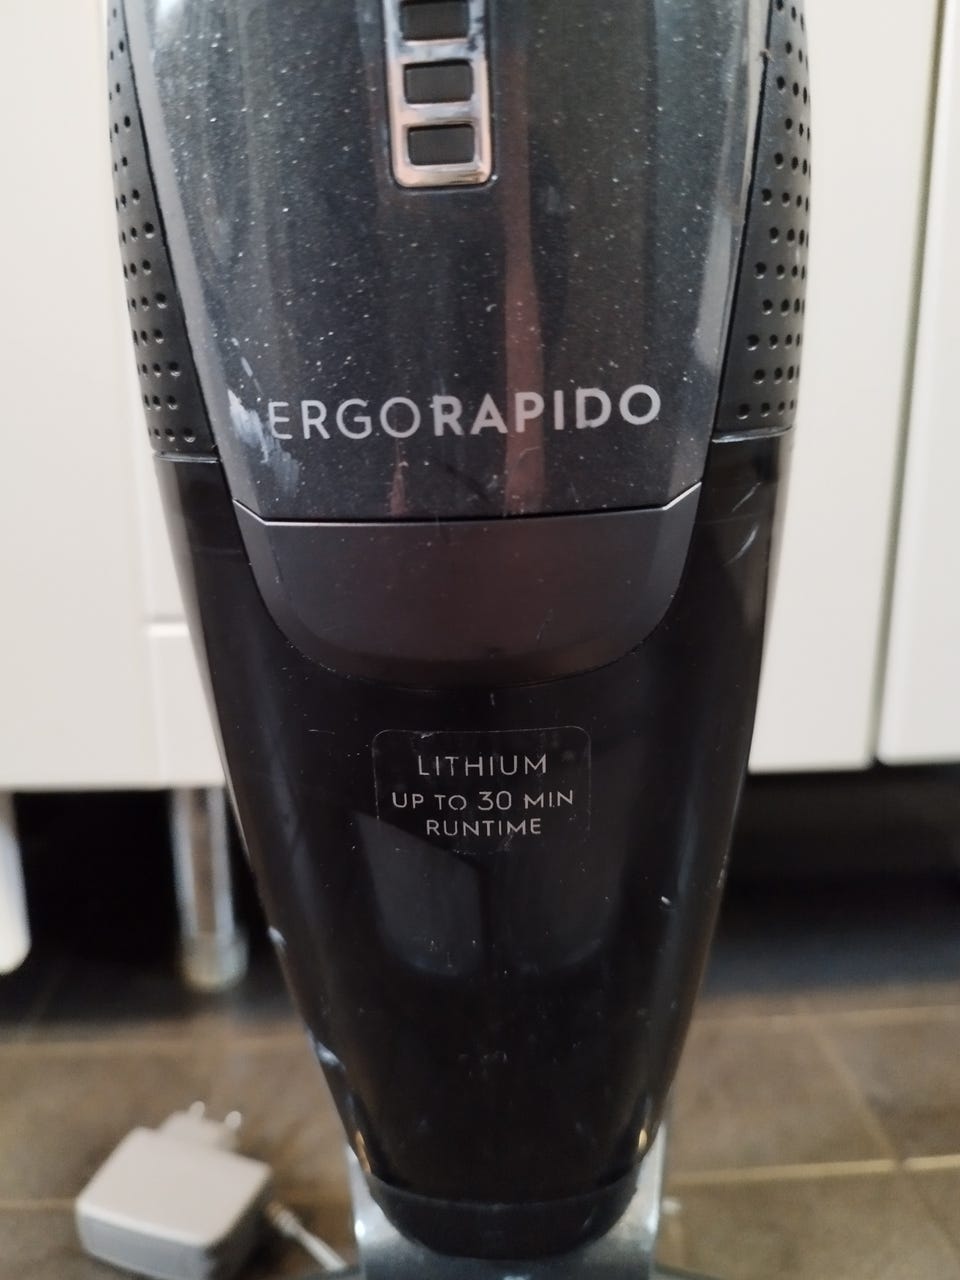 ERGORAPIDO
LITHIUM
UP TO 30 MIN
RUNTIME